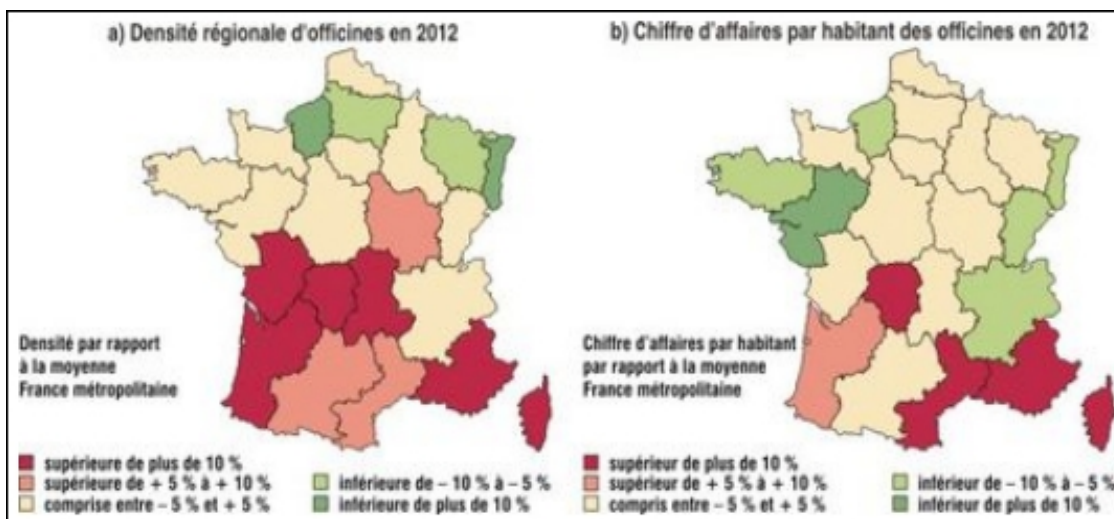 a) Densité régionale d'officines en 2012
b) Chiffre d'affaires par habitant des officines en 2012
Densité par rapport
à la moyenne
France métropolitaine
Chiffre d'affaires par habitant
par rapport à la moyenne
France métropolitaine
supérieure de plus de 10 %
supérieure de + 5 % à + 10 %
comprise entre – 5 % et + 5 %
inférieure de – 10 % à – 5 %
inférieure de plus de 10 %
supérieur de plus de 10 %
supérieur de + 5 % à + 10 %
compris entre – 5 % et + 5 %
inférieur de – 10 % à – 5 %
inférieur de plus de 10 %